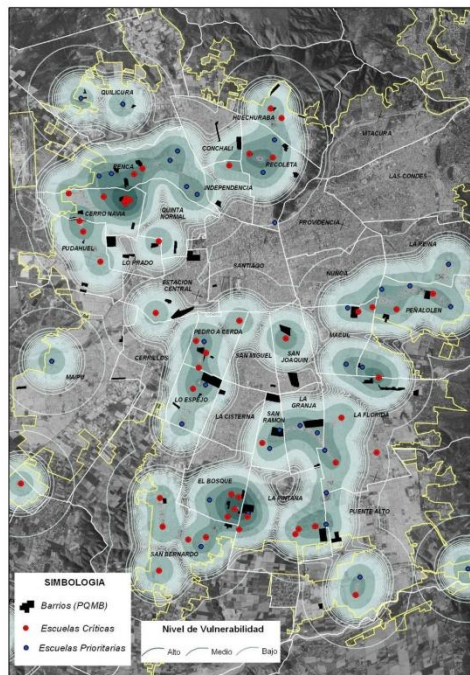 QUILICURA
HUECHURABA
VITACURA
CONCHALI
RECOLETA
LAS CONDES
RENCA
INDEPENDENCIA
CERRO NAVIA
QUINTA
NORMAL
PROVIDENCIA
PUDAHUEL
LO PRADO
LA REINA
SANTIAGO
ÑUÑOA
ESTACION
CENTRAL
PEÑALOLEN
PEDRO A CERDA
MACUL
CERRILLOS
SAN MIGUEL
SAN
JOAQUIN
MAIPU
LO ESPEJO
LA
GRANJA
LA CISTERNA
SAN
RAMON
LA FLORIDA
EL BOSQUE
LA PINTANA
PUENTE ALTO
SAN BERNARDO
SIMBOLOGIA
Barrios (PQMB)
Escuelas Críticas
Escuelas Prioritarias
Nivel de Vulnerabilidad
Alto
Medio
Bajo